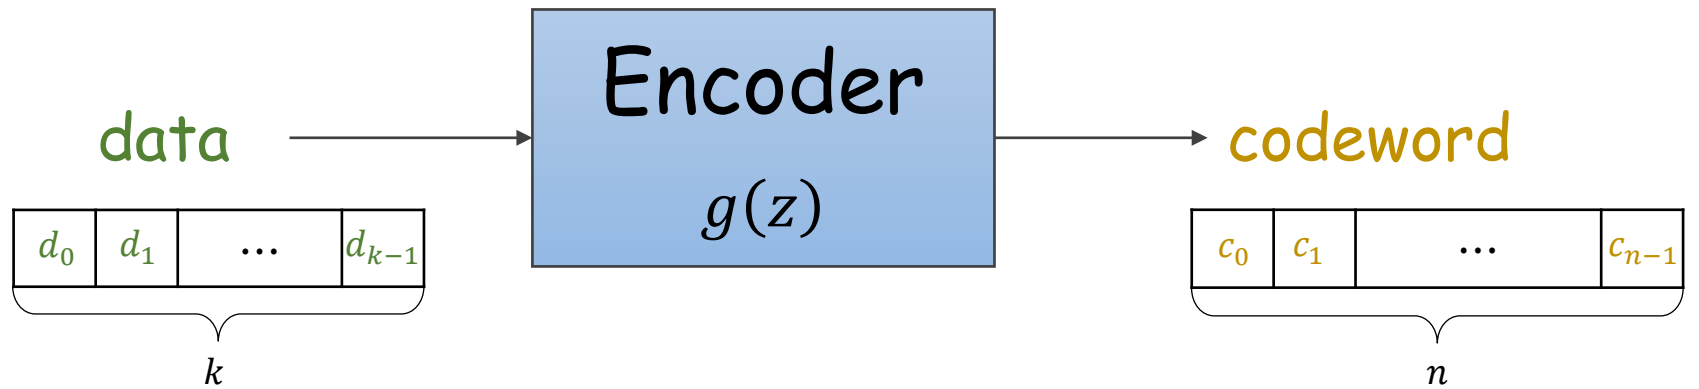 Encoder
g(z)
data
codeword
d₀ d₁ ⋯ dₖ₋₁
c₀ c₁ ⋯ cₙ₋₁
k
n